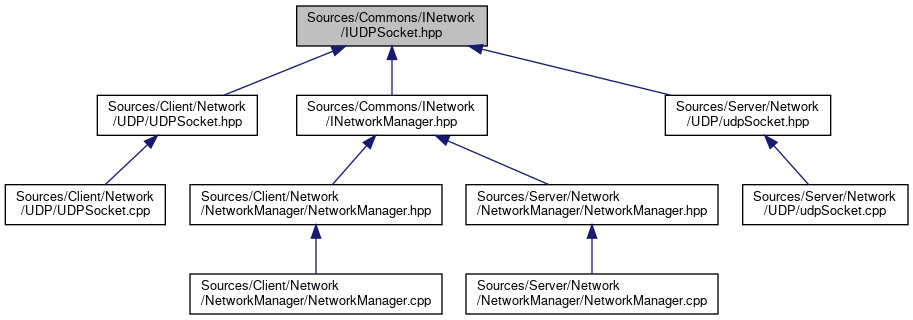 Sources/Commons/INetwork
/IUDPSocket.hpp
Sources/Client/Network
/UDP/UDPSocket.hpp
Sources/Commons/INetwork
/INetworkManager.hpp
Sources/Server/Network
/UDP/udpSocket.hpp
Sources/Client/Network
/UDP/UDPSocket.cpp
Sources/Client/Network
/NetworkManager/NetworkManager.hpp
Sources/Server/Network
/NetworkManager/NetworkManager.hpp
Sources/Server/Network
/UDP/udpSocket.cpp
Sources/Client/Network
/NetworkManager/NetworkManager.cpp
Sources/Server/Network
/NetworkManager/NetworkManager.cpp